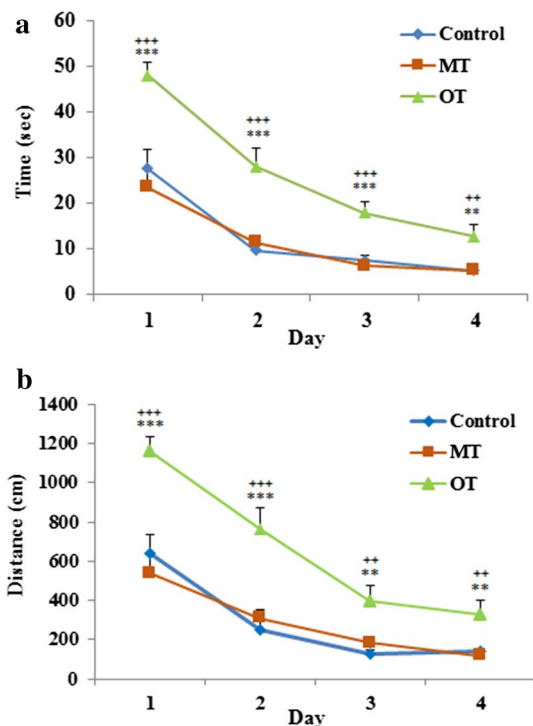 a
60
50
40
30
20
10
0
Time (sec)
+++
***
+++
***
+++
***
++
**
Control
MT
OT
1 2 3 4
Day
b
1400
1200
1000
800
600
400
200
0
Distance (cm)
+++
***
+++
***
++
**
++
**
Control
MT
OT
1 2 3 4
Day